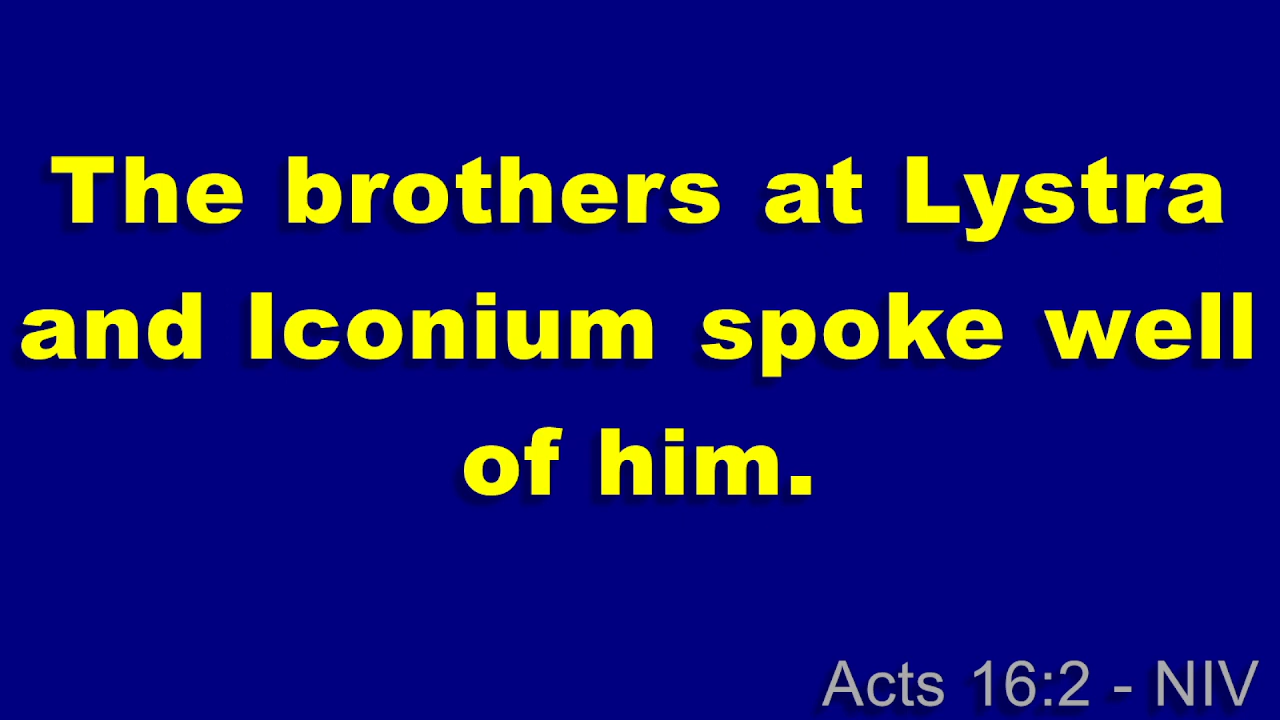 The brothers at Lystra
and Iconium spoke well
of him.
Acts 16:2 - NIV